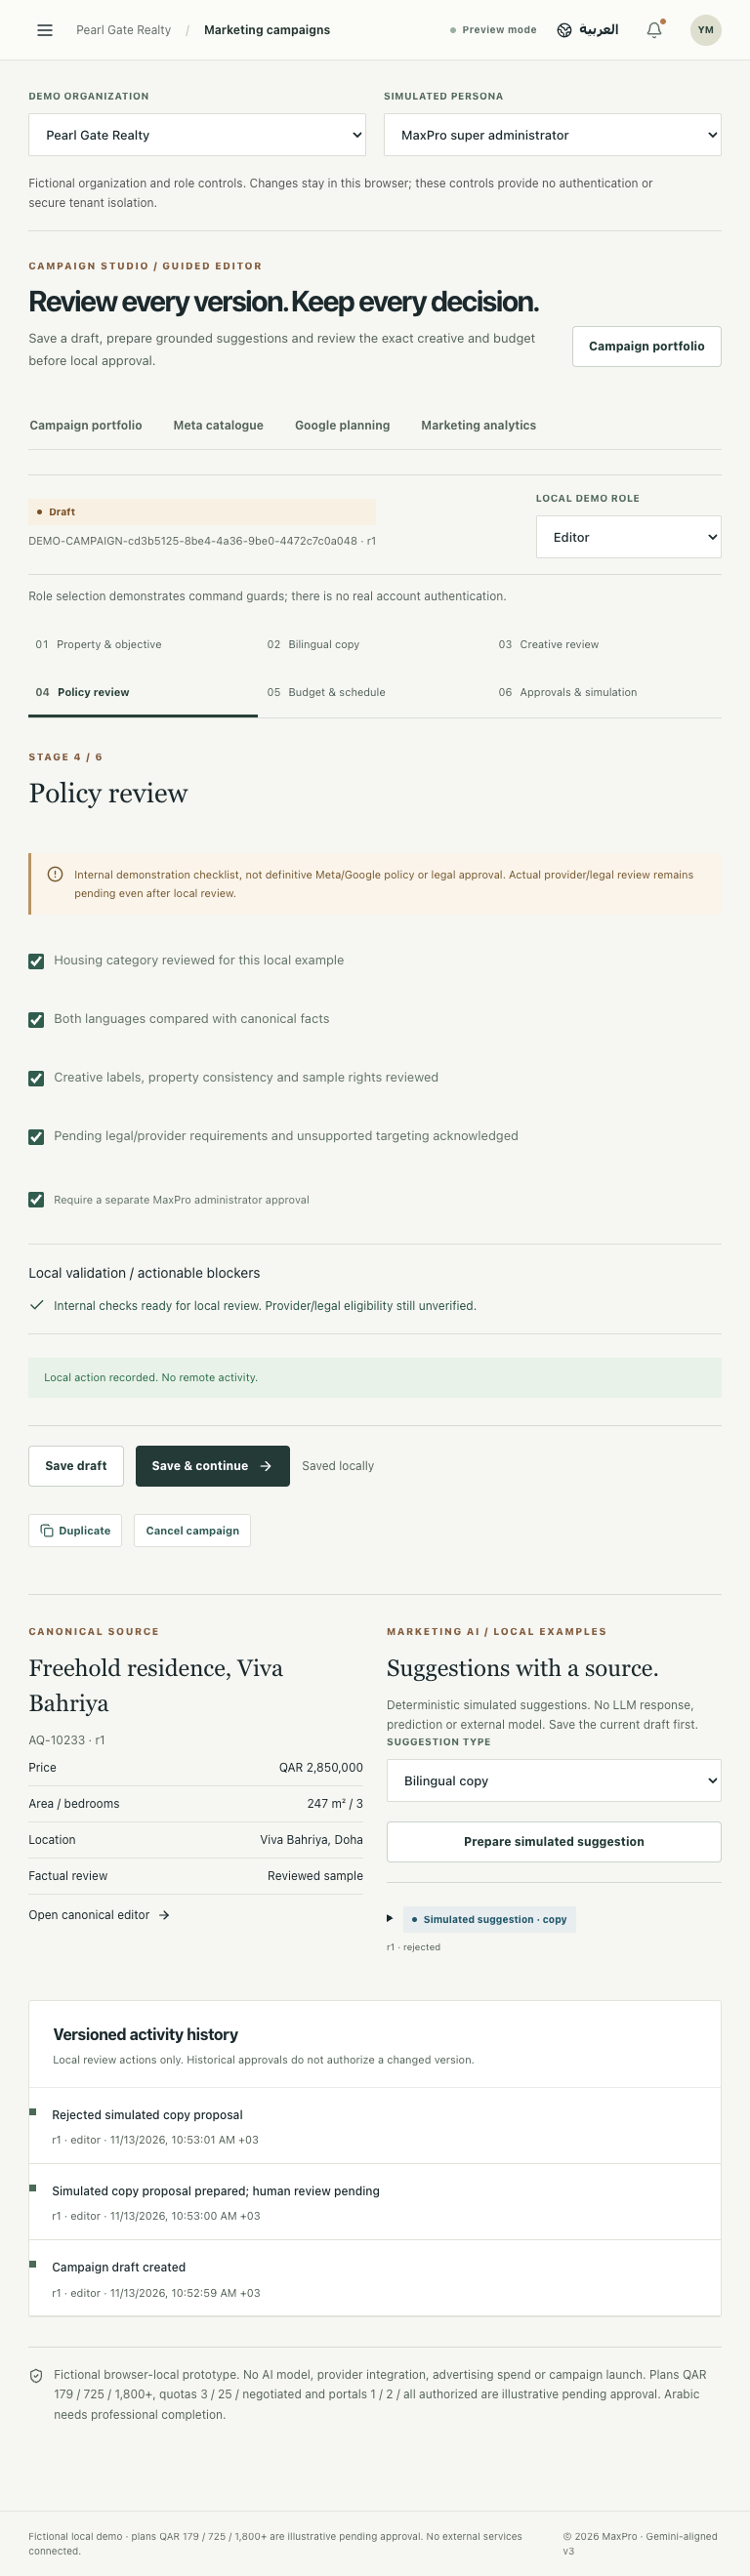 Pearl Gate Realty / Marketing campaigns
Preview mode
العربية
YM
DEMO ORGANIZATION
Pearl Gate Realty
SIMULATED PERSONA
MaxPro super administrator
Fictional organization and role controls. Changes stay in this browser; these controls provide no authentication or
secure tenant isolation.
CAMPAIGN STUDIO / GUIDED EDITOR
Review every version. Keep every decision.
Save a draft, prepare grounded suggestions and review the exact creative and budget
before local approval.
Campaign portfolio
Campaign portfolio
Meta catalogue
Google planning
Marketing analytics
Draft
DEMO-CAMPAIGN-cd3b5125-8be4-4a36-9be0-4472c7c0a048 · r1
LOCAL DEMO ROLE
Editor
Role selection demonstrates command guards; there is no real account authentication.
01 Property & objective
02 Bilingual copy
03 Creative review
04 Policy review
05 Budget & schedule
06 Approvals & simulation
STAGE 4 / 6
Policy review
Internal demonstration checklist, not definitive Meta/Google policy or legal approval. Actual provider/legal review remains
pending even after local review.
Housing category reviewed for this local example
Both languages compared with canonical facts
Creative labels, property consistency and sample rights reviewed
Pending legal/provider requirements and unsupported targeting acknowledged
Require a separate MaxPro administrator approval
Local validation / actionable blockers
Internal checks ready for local review. Provider/legal eligibility still unverified.
Local action recorded. No remote activity.
Save draft
Save & continue
Saved locally
Duplicate
Cancel campaign
CANONICAL SOURCE
Freehold residence, Viva
Bahriya
AQ-10233 · r1
Price QAR 2,850,000
Area / bedrooms 247 m² / 3
Location Viva Bahriya, Doha
Factual review Reviewed sample
Open canonical editor
MARKETING AI / LOCAL EXAMPLES
Suggestions with a source.
Deterministic simulated suggestions. No LLM response,
prediction or external model. Save the current draft first.
SUGGESTION TYPE
Bilingual copy
Prepare simulated suggestion
Simulated suggestion · copy
r1 · rejected
Versioned activity history
Local review actions only. Historical approvals do not authorize a changed version.
Rejected simulated copy proposal
r1 · editor · 11/13/2026, 10:53:01 AM +03
Simulated copy proposal prepared; human review pending
r1 · editor · 11/13/2026, 10:53:00 AM +03
Campaign draft created
r1 · editor · 11/13/2026, 10:52:59 AM +03
Fictional browser-local prototype. No AI model, provider integration, advertising spend or campaign launch. Plans QAR
179 / 725 / 1,800+, quotas 3 / 25 / negotiated and portals 1 / 2 / all authorized are illustrative pending approval. Arabic
needs professional completion.
Fictional local demo · plans QAR 179 / 725 / 1,800+ are illustrative pending approval. No external services
connected.
© 2026 MaxPro · Gemini-aligned
v3